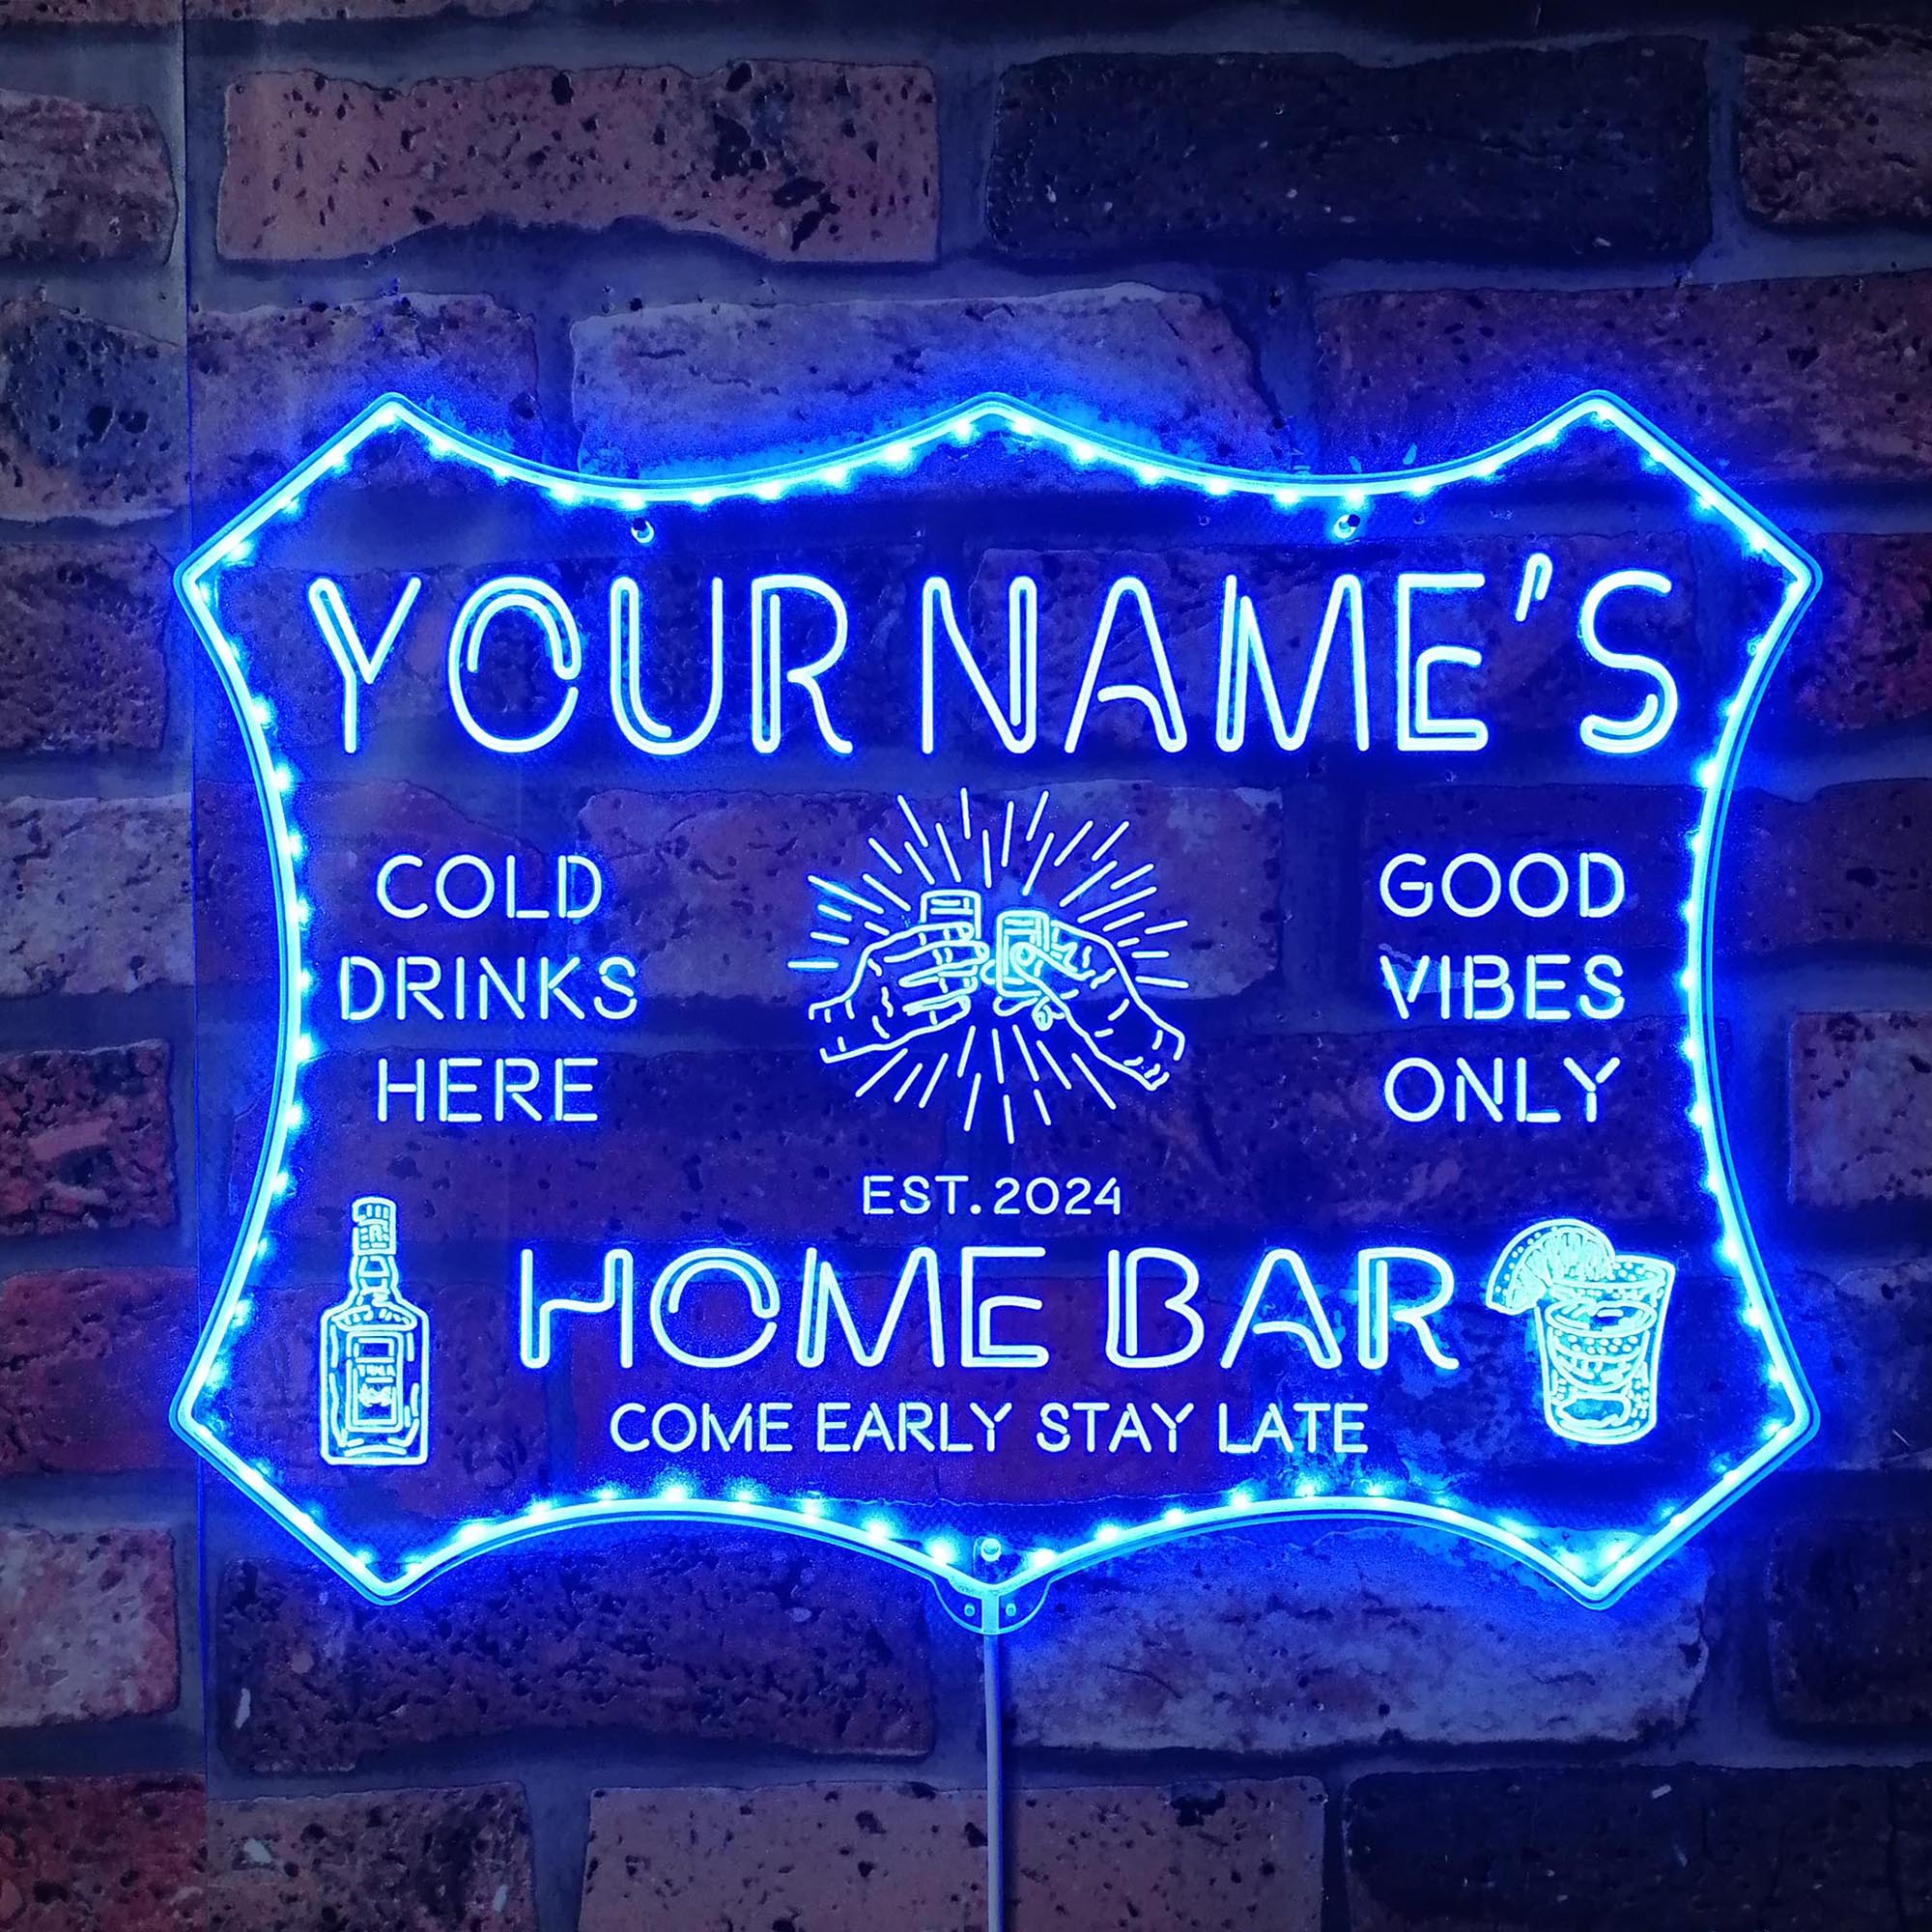 YOUR NAME'S
COLD
DRINKS
HERE
GOOD
VIBES
ONLY
EST.2024
HOME BAR
COME EARLY STAY LATE